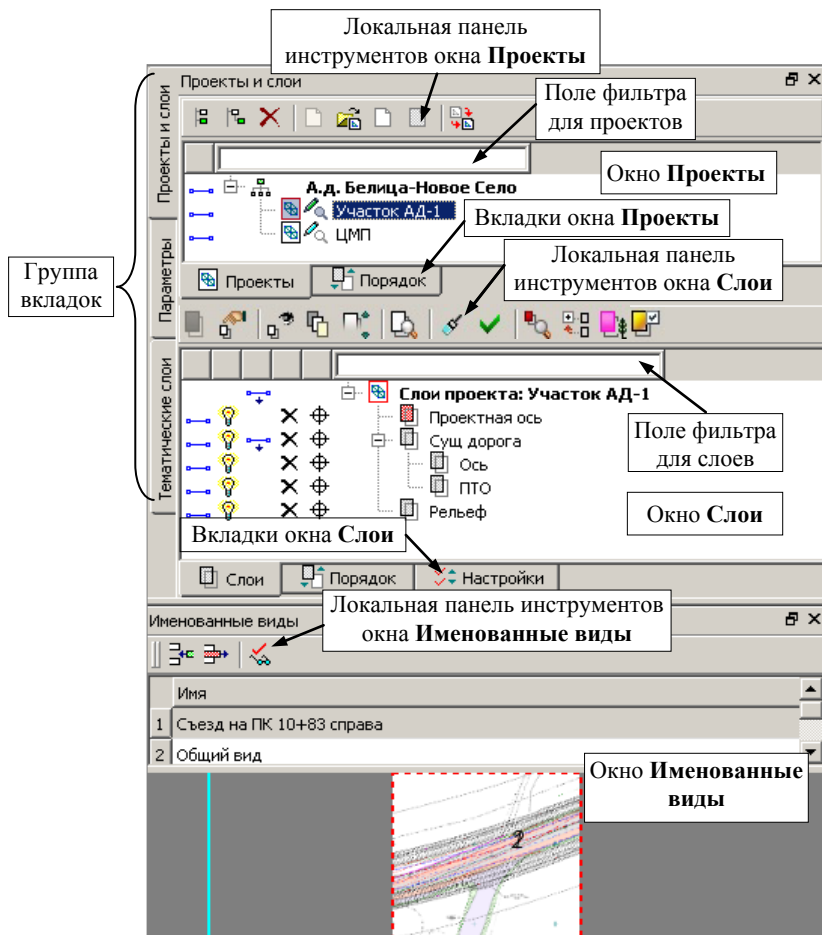 Локальная панель
инструментов окна Проекты
Проекты и слои
Поле фильтра
для проектов
Проекты и слои
Окно Проекты
А.д. Белица-Новое Село
Участок АД-1
ЦМП
Вкладки окна Проекты
Параметры
Группа
вкладок
Проекты
Порядок
Локальная панель
инструментов окна Слои
Тематические слои
Слои проекта: Участок АД-1
Проектная ось
Сущ дорога
Ось
ПТО
Рельеф
Поле фильтра
для слоев
Окно Слои
Вкладки окна Слои
Слои
Порядок
Настройки
Локальная панель инструментов
окна Именованные виды
Именованные виды
Имя
1 Съезд на ПК 10+83 справа
2 Общий вид
Окно Именованные
виды
2